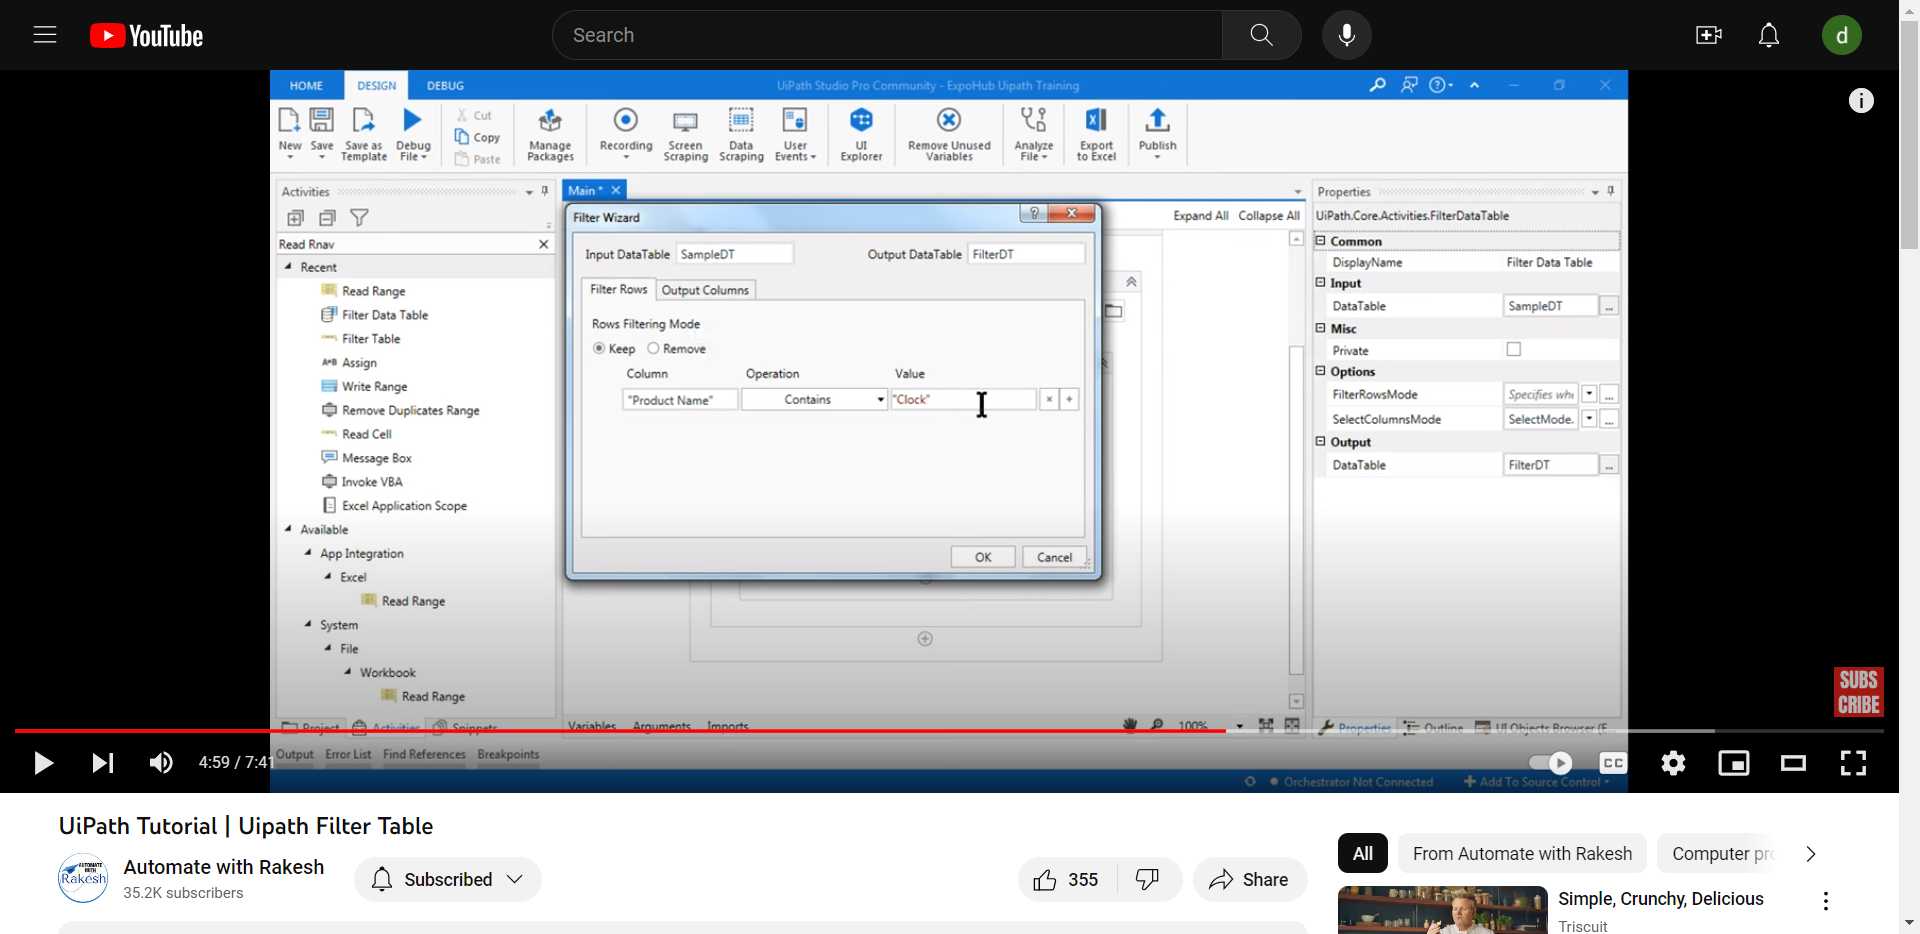 YouTube
Search
d
HOME DESIGN DEBUG
UiPath Studio Pro Community - ExpoHub Uipath Training
New
Save
Save as Template
Debug File
Cut
Copy
Paste
Manage Packages
Recording
Screen Scraping
Data Scraping
User Events
UI Explorer
Remove Unused Variables
Analyze File
Export to Excel
Publish
Activities
Read Rnav
Recent
Read Range
Filter Data Table
Filter Table
A+B Assign
Write Range
Remove Duplicates Range
Read Cell
Message Box
Invoke VBA
Excel Application Scope
Available
App Integration
Excel
Read Range
System
File
Workbook
Read Range
Project Activities Snippets
Main *
Expand All Collapse All
Filter Wizard
Input DataTable SampleDT
Output DataTable FilterDT
Filter Rows Output Columns
Rows Filtering Mode
Keep Remove
Column Operation Value
"Product Name" Contains "Clock"
OK Cancel
Variables Arguments Imports
100%
Properties
UiPath.Core.Activities.FilterDataTable
Common
DisplayName Filter Data Table
Input
DataTable SampleDT ...
Misc
Private
Options
FilterRowsMode Specifies whe ...
SelectColumnsMode SelectMode. ...
Output
DataTable FilterDT ...
Properties Outline UI Objects Browser (E
SUBS
CRIBE
4:59 / 7:41
Output Error List Find References Breakpoints
CC
Orchestrator Not Connected Add To Source Control
UiPath Tutorial | Uipath Filter Table
AUTOMATE WITH Rakesh
Automate with Rakesh
35.2K subscribers
Subscribed
355
Share
All From Automate with Rakesh Computer pro
Simple, Crunchy, Delicious
Triscuit